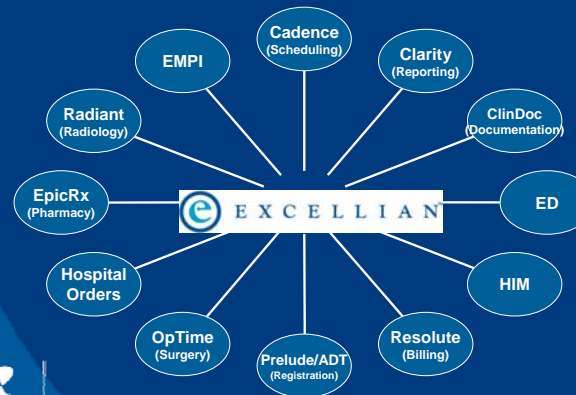 Cadence
(Scheduling)
Clarity
(Reporting)
EMPI
ClinDoc
(Documentation)
Radiant
(Radiology)
EpicRx
(Pharmacy)
e EXCELLIAN™
ED
Hospital
Orders
HIM
OpTime
(Surgery)
Prelude/ADT
(Registration)
Resolute
(Billing)